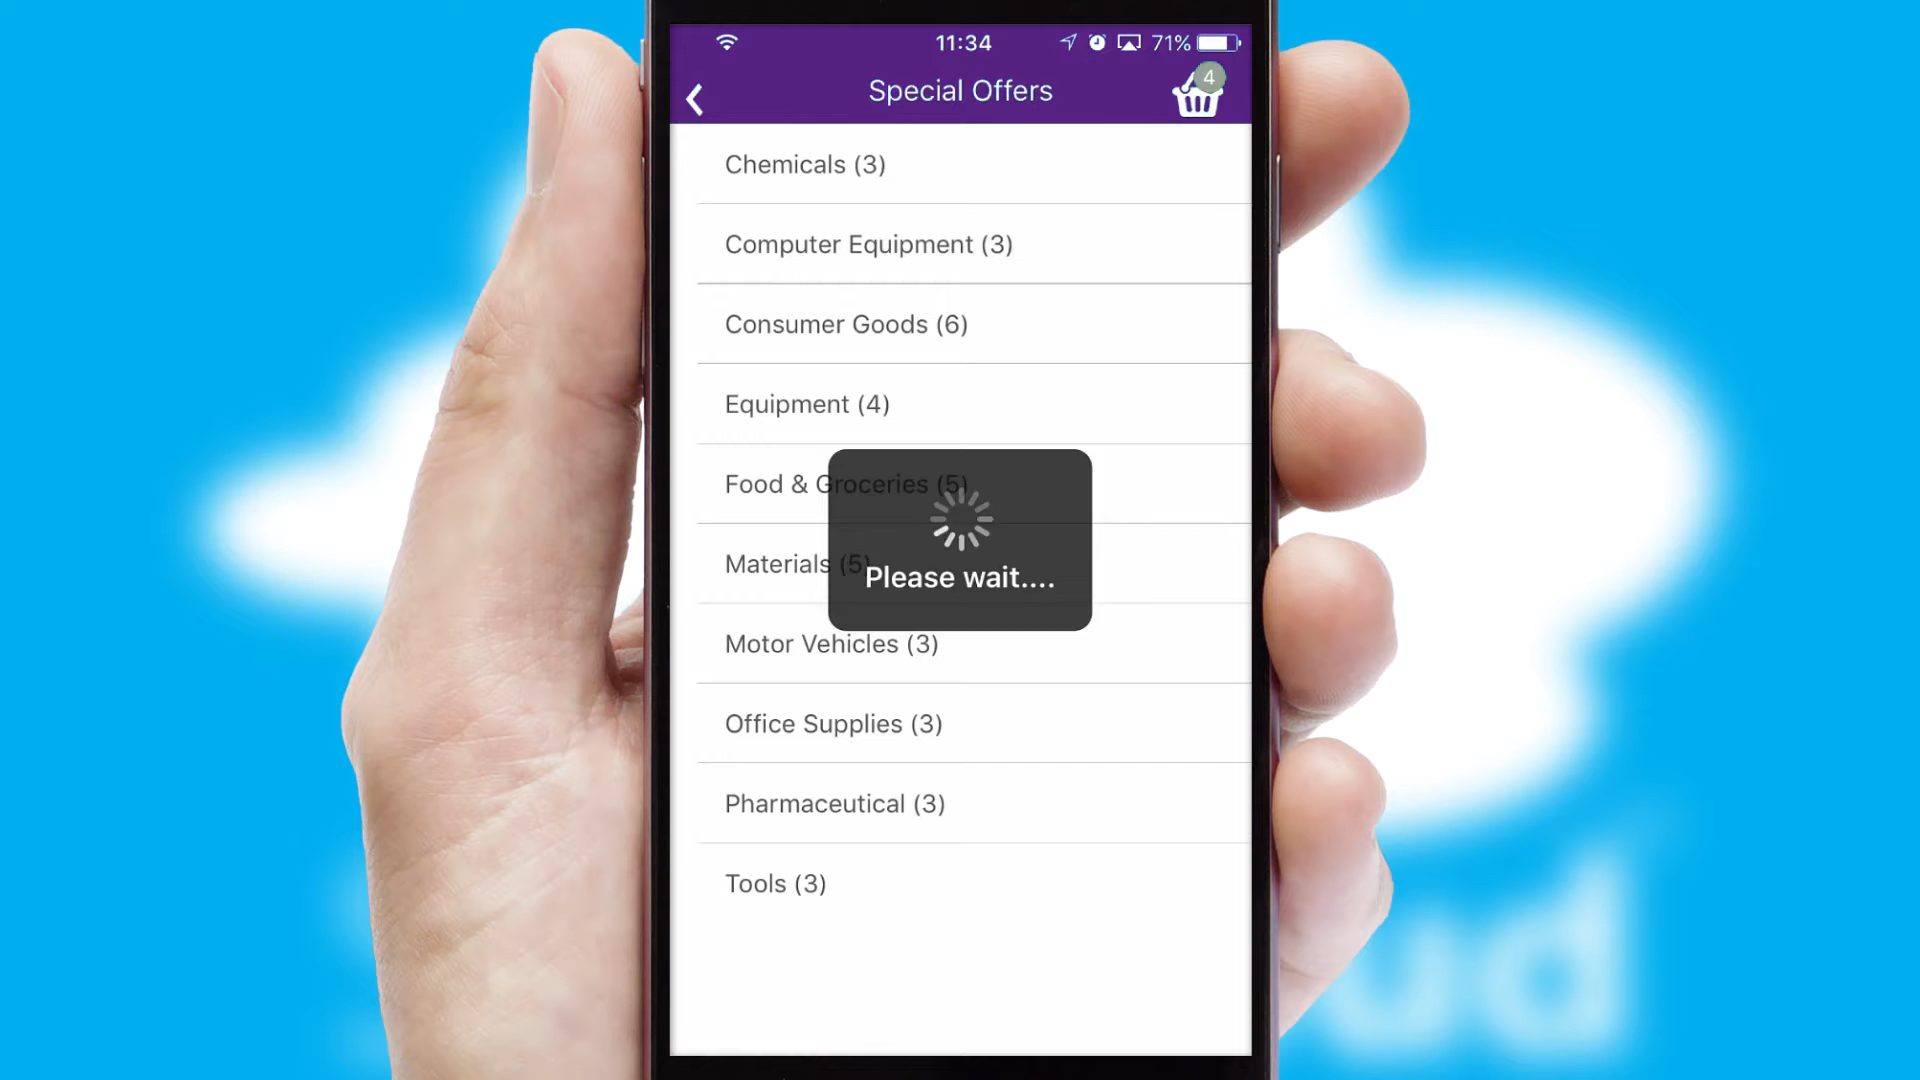 11:34 71%
Special Offers 4
Chemicals (3)
Computer Equipment (3)
Consumer Goods (6)
Equipment (4)
Food & Groceries (5)
Materials (5)
Please wait....
Motor Vehicles (3)
Office Supplies (3)
Pharmaceutical (3)
Tools (3)